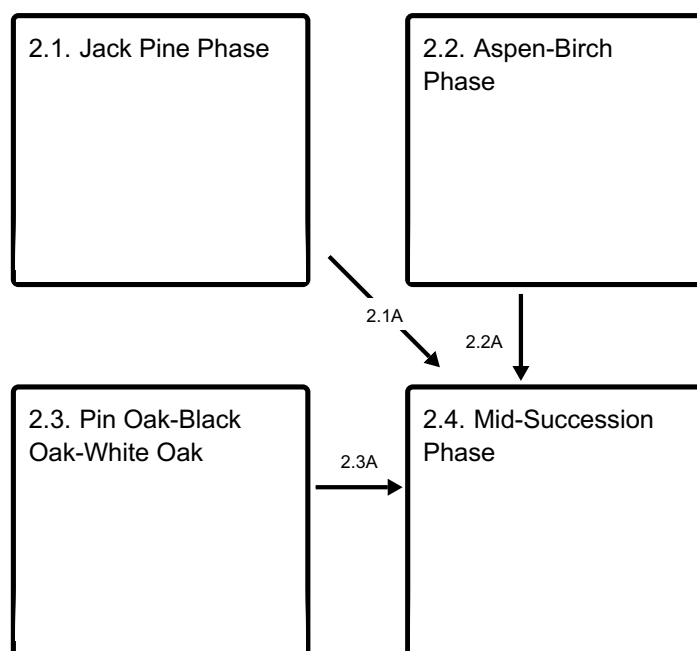 2.1. Jack Pine Phase
2.2. Aspen-Birch
Phase
2.1A
2.2A
2.3. Pin Oak-Black
Oak-White Oak
2.3A
2.4. Mid-Succession
Phase